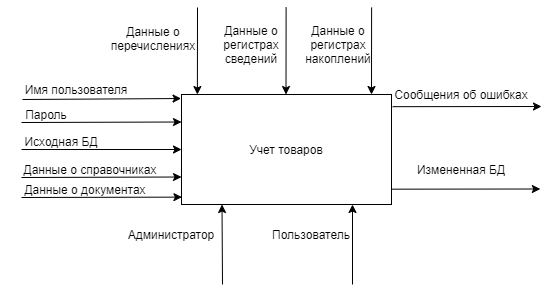 Данные о
перечислениях
Данные о
регистрах
сведений
Данные о
регистрах
накоплений
Имя пользователя
Пароль
Исходная БД
Данные о справочниках
Данные о документах
Учет товаров
Сообщения об ошибках
Измененная БД
Администратор
Пользователь